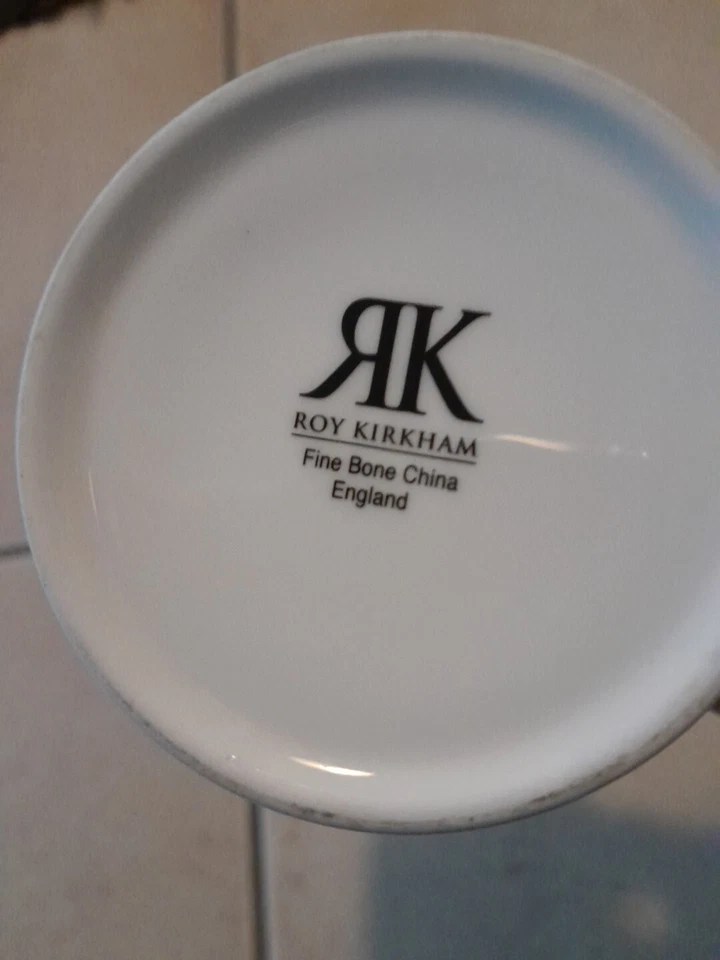 RK
ROY KIRKHAM
Fine Bone China
England